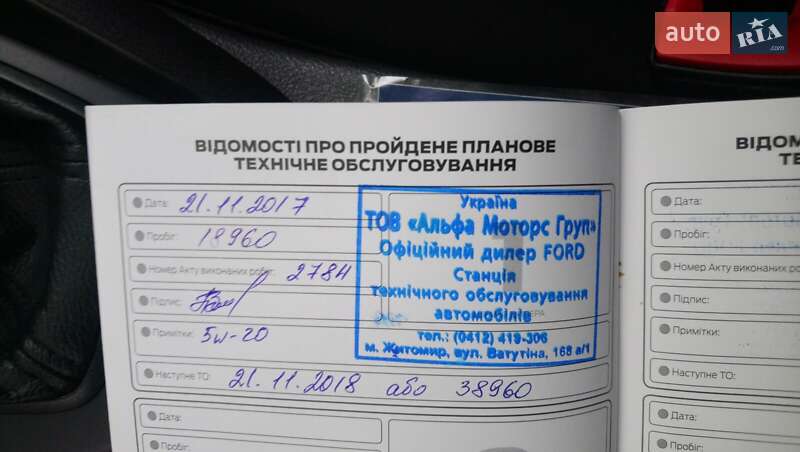 auto RIA.com
ВІДОМОСТІ ПРО ПРОЙДЕНЕ ПЛАНОВЕ
ТЕХНІЧНЕ ОБСЛУГОВУВАННЯ
Дата: 21.11.2017
Пробіг: 18960
Номер Акту виконаних робіт: 2784
Підпис:
Примітки: 5w-20
Наступне ТО: 21.11.2018 або 38960
Україна
ТОВ «Альфа Моторс Груп»
Офіційний дилер FORD
Станція
технічного обслуговування
автомобілів
тел.: (0412) 419-306
м. Житомир, вул. Ватутіна, 168 а/1
Дата:
Пробіг:
ВІДОМ
ТЕ
Дата:
Пробіг:
Номер Акту виконаних р
Підпис:
Примітки:
Наступне ТО:
Дата:
Пробіг: